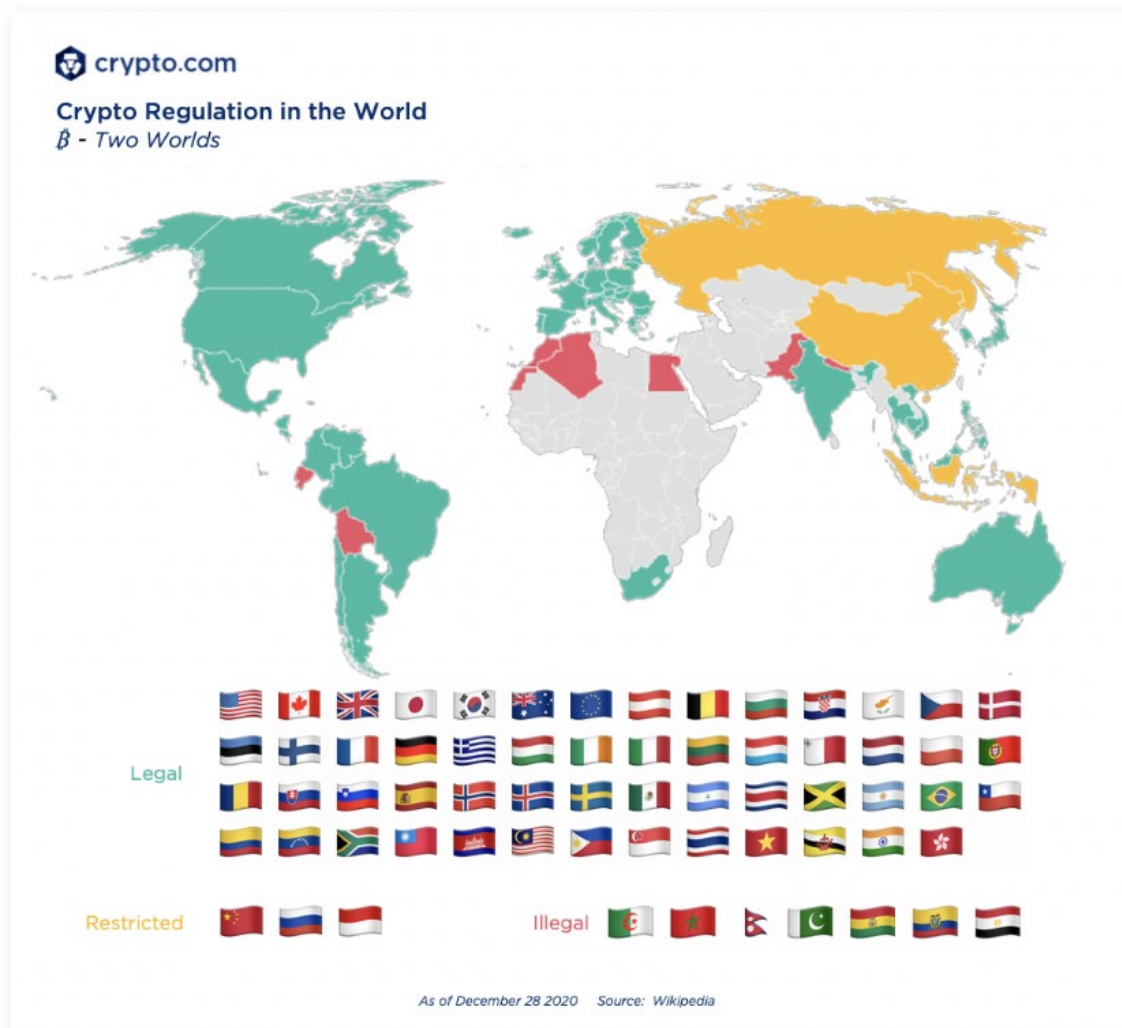 crypto.com
Crypto Regulation in the World
₿ - Two Worlds
Legal
Restricted
Illegal
As of December 28 2020 Source: Wikipedia